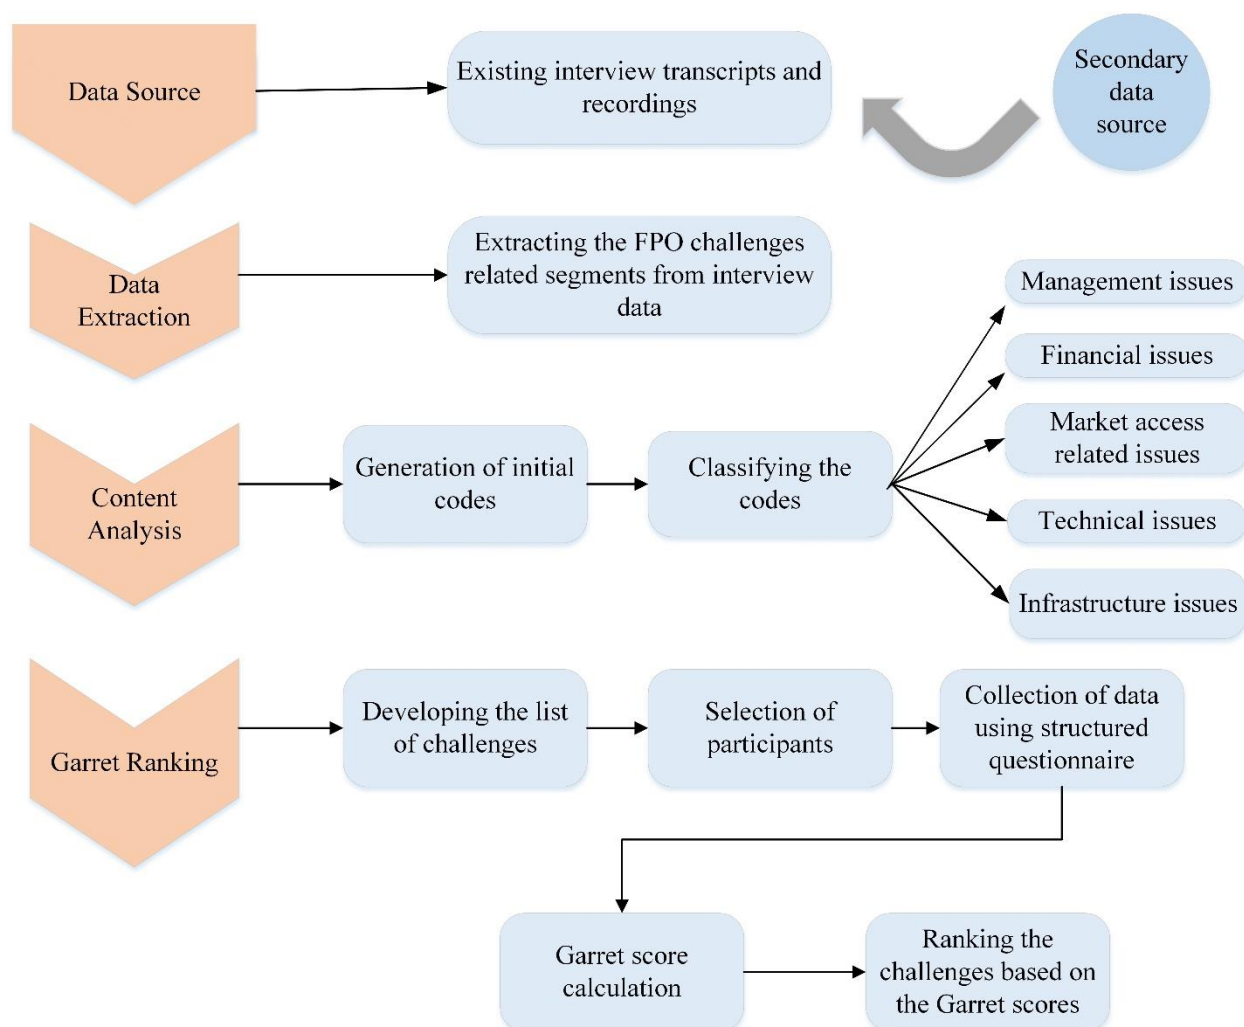 Data Source
Existing interview transcripts and
recordings
Secondary
data
source
Data
Extraction
Extracting the FPO challenges
related segments from interview
data
Management issues
Financial issues
Market access
related issues
Technical issues
Infrastructure issues
Content
Analysis
Generation of initial
codes
Classifying the
codes
Garret Ranking
Developing the list
of challenges
Selection of
participants
Collection of data
using structured
questionnaire
Garret score
calculation
Ranking the
challenges based on
the Garret scores